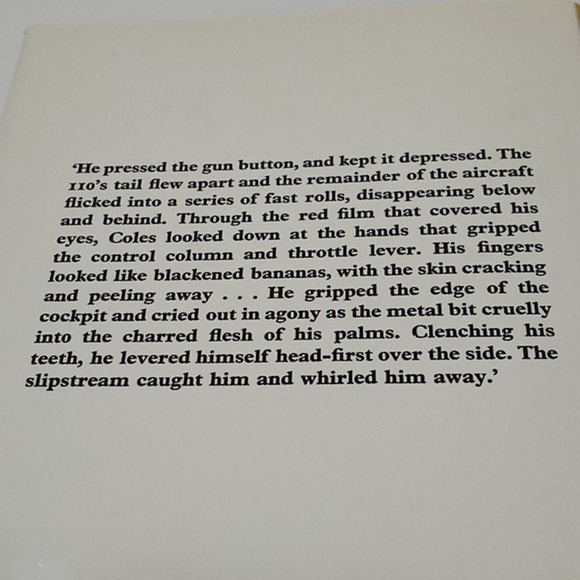 ‘He pressed the gun button, and kept it depressed. The
110’s tail flew apart and the remainder of the aircraft
flicked into a series of fast rolls, disappearing below
and behind. Through the red film that covered his
eyes, Coles looked down at the hands that gripped
the control column and throttle lever. His fingers
looked like blackened bananas, with the skin cracking
and peeling away . . . He gripped the edge of the
cockpit and cried out in agony as the metal bit cruelly
into the charred flesh of his palms. Clenching his
teeth, he levered himself head-first over the side. The
slipstream caught him and whirled him away.’